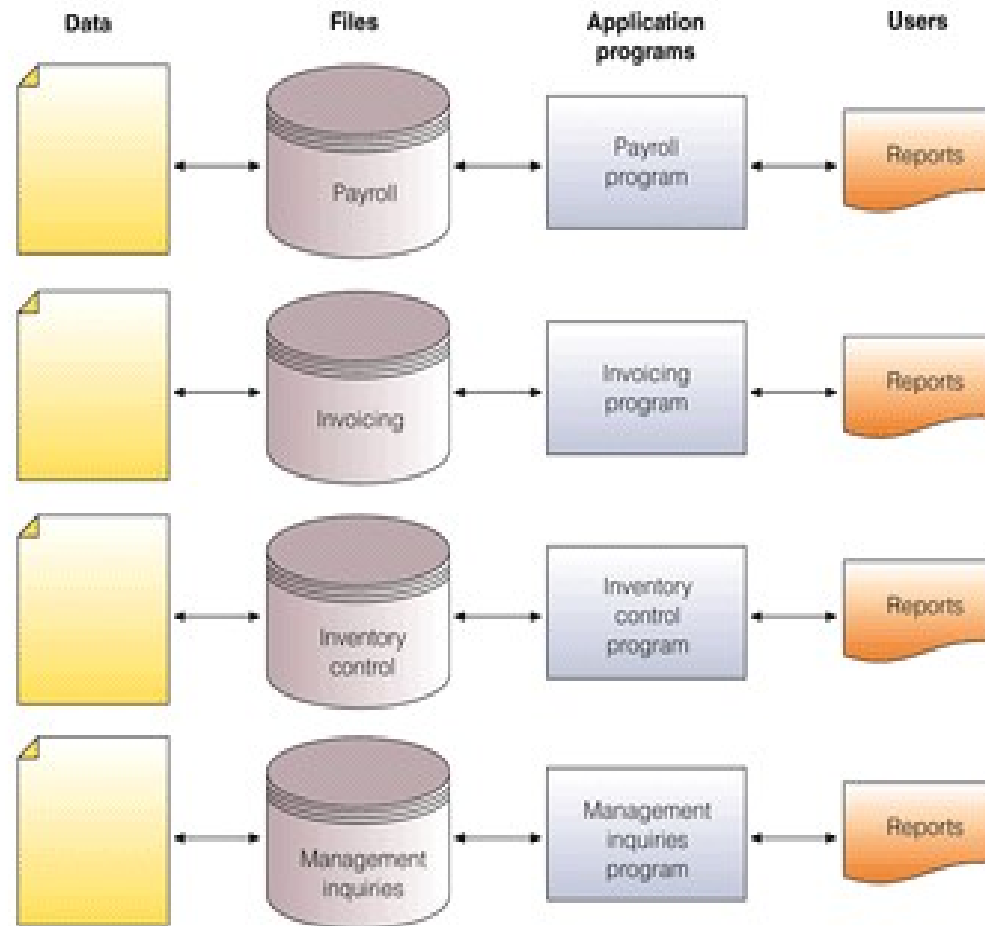 Data
Files
Application
programs
Users
Payroll
Payroll
program
Reports
Invoicing
Invoicing
program
Reports
Inventory
control
Inventory
control
program
Reports
Management
inquiries
Management
inquiries
program
Reports